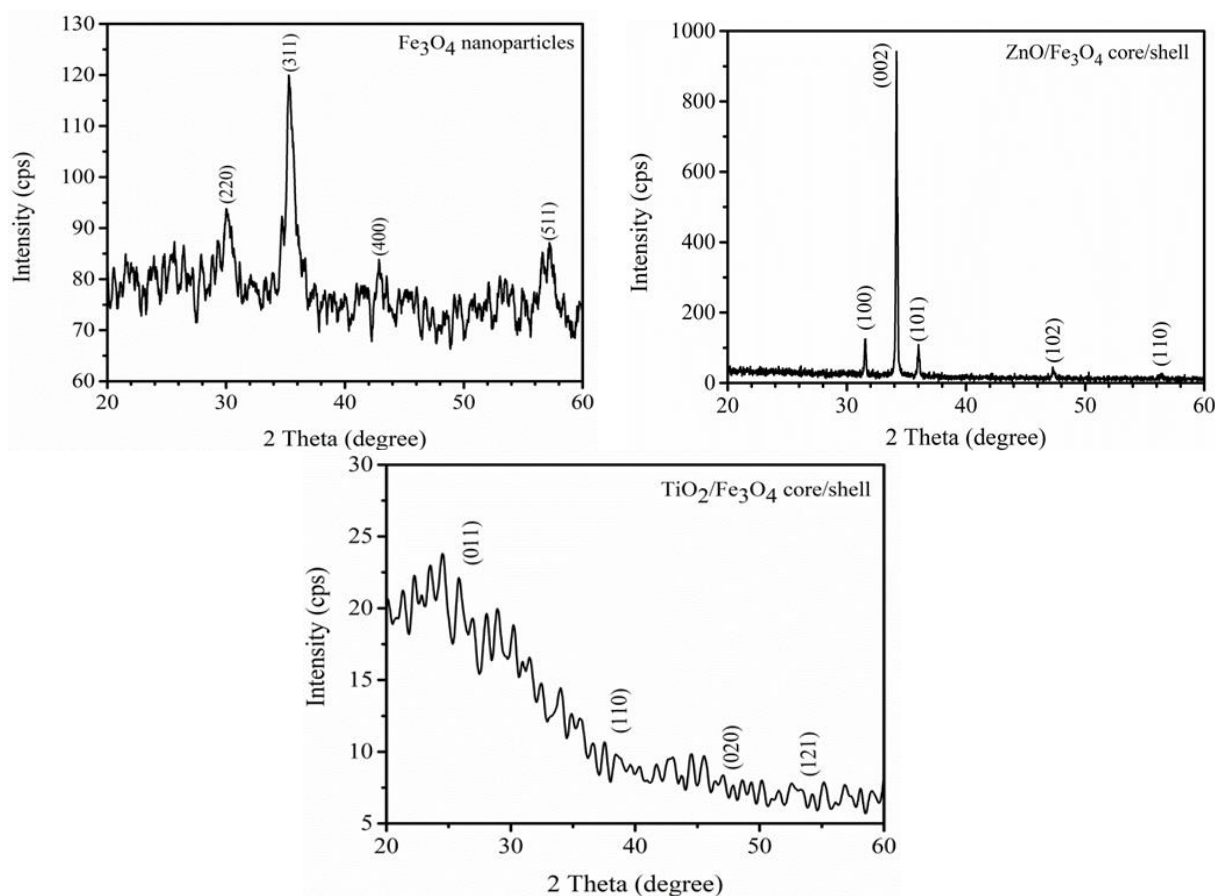 Fe3O4 nanoparticles
(311)
(220)
(400)
(511)
130
120
110
100
90
80
70
60
Intensity (cps)
20 30 40 50 60
2 Theta (degree)
ZnO/Fe3O4 core/shell
(002)
(100)
(101)
(102)
(110)
1000
800
600
400
200
0
Intensity (cps)
20 30 40 50 60
2 Theta (degree)
TiO2/Fe3O4 core/shell
(011)
(110)
(020)
(121)
30
25
20
15
10
5
Intensity (cps)
20 30 40 50 60
2 Theta (degree)